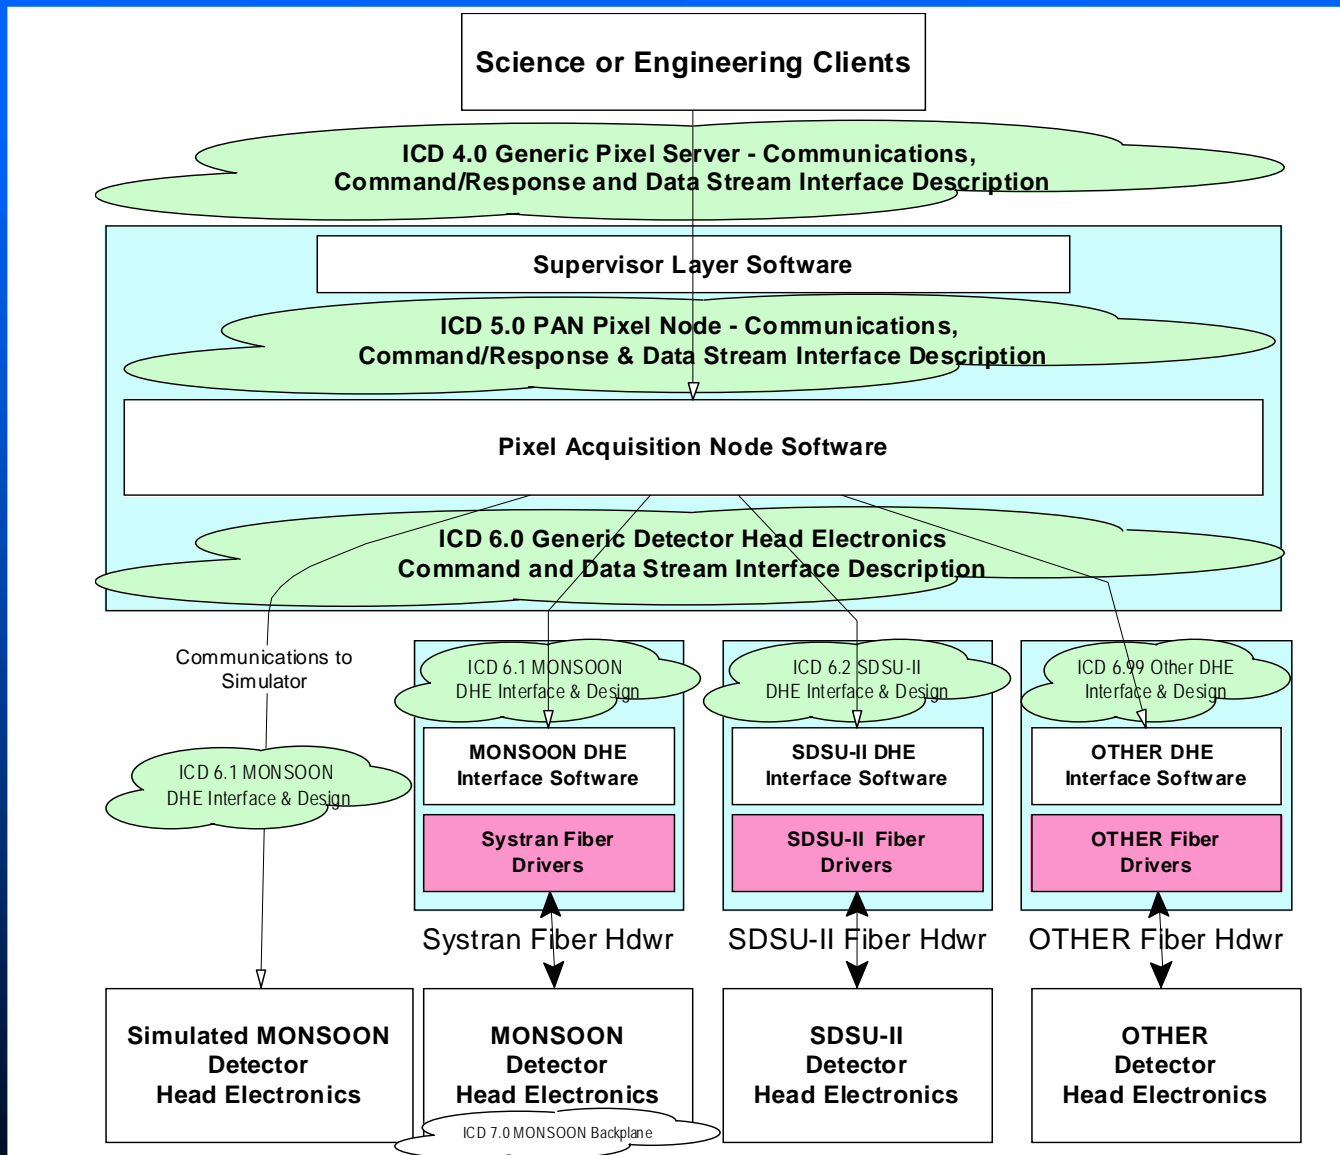 Science or Engineering Clients
ICD 4.0 Generic Pixel Server - Communications,
Command/Response and Data Stream Interface Description
Supervisor Layer Software
ICD 5.0 PAN Pixel Node - Communications,
Command/Response & Data Stream Interface Description
Pixel Acquisition Node Software
ICD 6.0 Generic Detector Head Electronics
Command and Data Stream Interface Description
Communications to
Simulator
ICD 6.1 MONSOON
DHE Interface & Design
ICD 6.1 MONSOON
DHE Interface & Design
MONSOON DHE
Interface Software
Systran Fiber
Drivers
ICD 6.2 SDSU-II
DHE Interface & Design
SDSU-II DHE
Interface Software
SDSU-II Fiber
Drivers
ICD 6.99 Other DHE
Interface & Design
OTHER DHE
Interface Software
OTHER Fiber
Drivers
Systran Fiber Hdwr
SDSU-II Fiber Hdwr
OTHER Fiber Hdwr
Simulated MONSOON
Detector
Head Electronics
MONSOON
Detector
Head Electronics
ICD 7.0 MONSOON Backplane
SDSU-II
Detector
Head Electronics
OTHER
Detector
Head Electronics